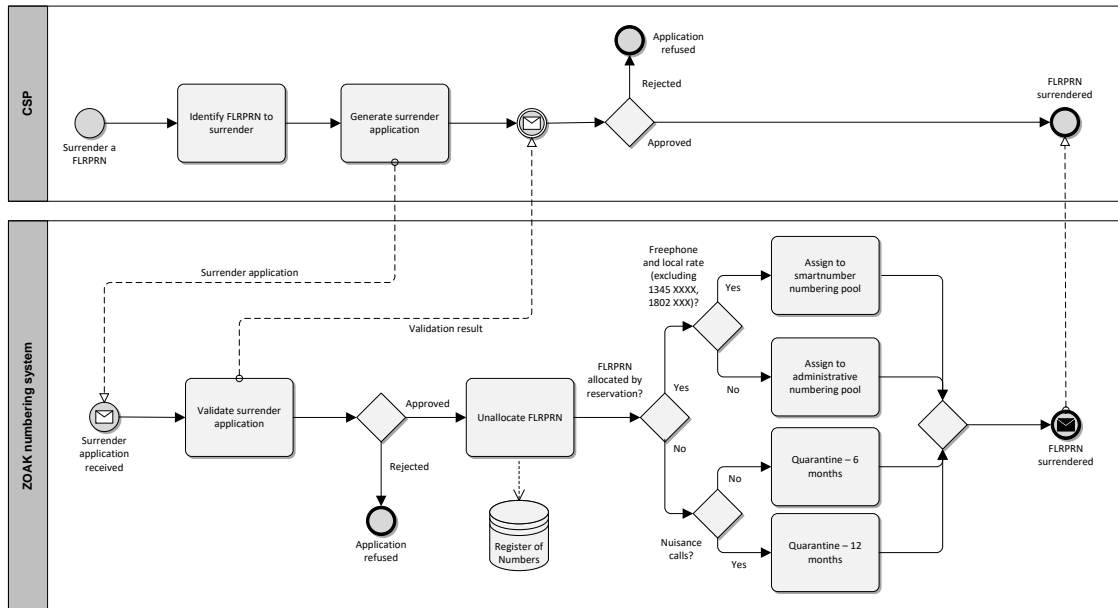 CSP
Surrender a
FLRPRN
Identify FLRPRN to
surrender
Generate surrender
application
Application
refused
Rejected
Approved
FLRPRN
surrendered
ZOAK numbering system
Surrender application
Validation result
Surrender
application
received
Validate surrender
application
Approved
Rejected
Application
refused
Unallocate FLRPRN
Register of
Numbers
FLRPRN
allocated by
reservation?
Yes
No
Freephone
and local rate
(excluding
1345 XXXX,
1802 XXX)?
Yes
No
Assign to
smartnumber
numbering pool
Assign to
administrative
numbering pool
Nuisance
calls?
No
Yes
Quarantine – 6
months
Quarantine – 12
months
FLRPRN
surrendered